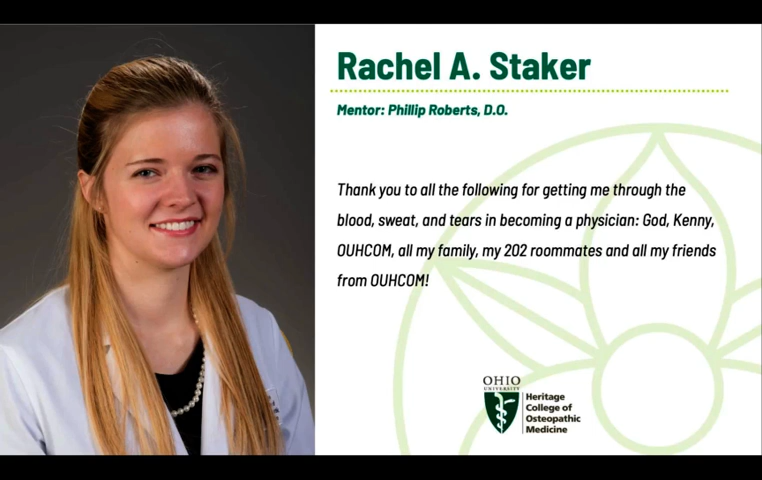 Rachel A. Staker
Mentor: Phillip Roberts, D.O.
Thank you to all the following for getting me through the
blood, sweat, and tears in becoming a physician: God, Kenny,
OUHCOM, all my family, my 202 roommates and all my friends
from OUHCOM!
OHIO
UNIVERSITY
Heritage
College of
Osteopathic
Medicine